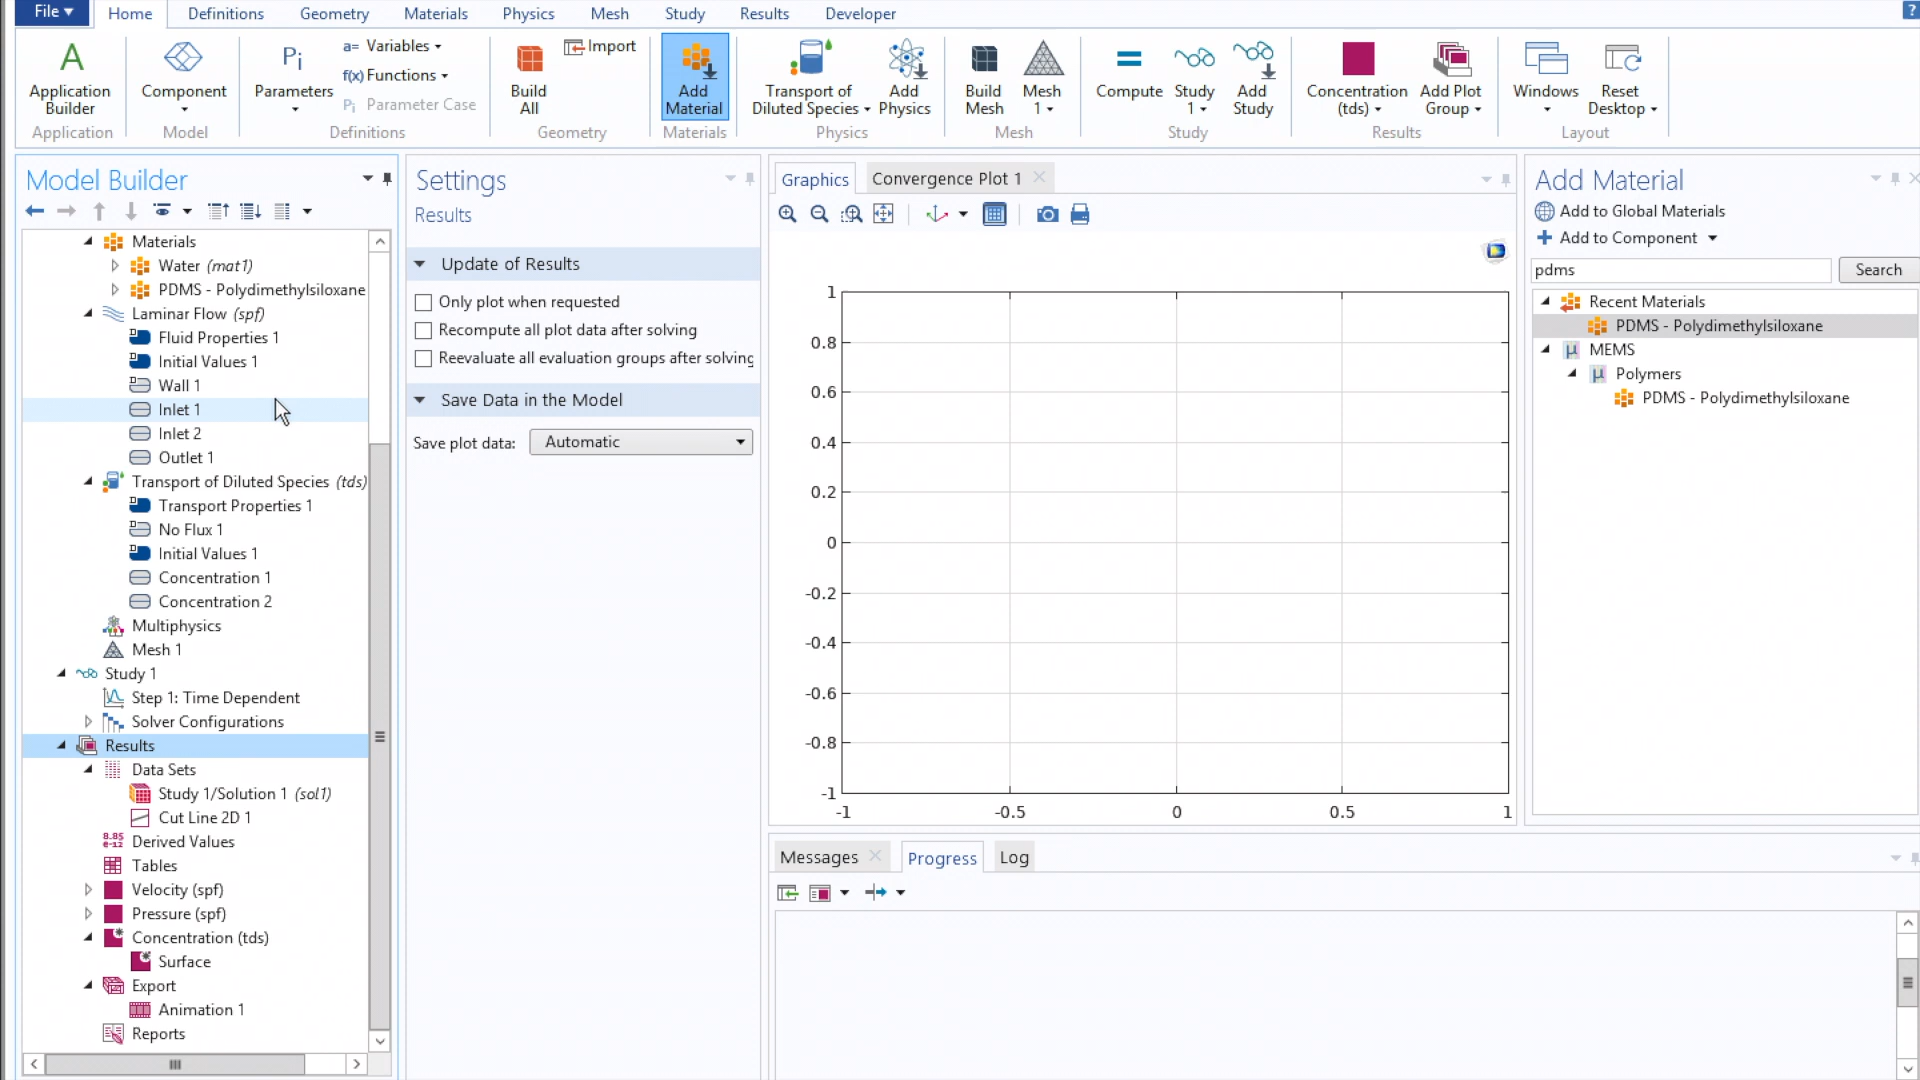 File ▾
Home
Definitions
Geometry
Materials
Physics
Mesh
Study
Results
Developer
?
A
Application
Builder
Application
Component
Model
Pi
Parameters
a= Variables
f(x) Functions
Pi Parameter Case
Definitions
Build
All
Import
Geometry
Add
Material
Materials
Transport of
Diluted Species
Add
Physics
Physics
Build
Mesh
Mesh
1
Mesh
Compute
Study
1
Add
Study
Study
Concentration
(tds)
Add Plot
Group
Results
Windows
Reset
Desktop
Layout
Model Builder
Materials
Water (mat1)
PDMS - Polydimethylsiloxane
Laminar Flow (spf)
Fluid Properties 1
Initial Values 1
Wall 1
Inlet 1
Inlet 2
Outlet 1
Transport of Diluted Species (tds)
Transport Properties 1
No Flux 1
Initial Values 1
Concentration 1
Concentration 2
Multiphysics
Mesh 1
Study 1
Step 1: Time Dependent
Solver Configurations
Results
Data Sets
Study 1/Solution 1 (sol1)
Cut Line 2D 1
8.85
e-12
Derived Values
Tables
Velocity (spf)
Pressure (spf)
Concentration (tds)
Surface
Export
Animation 1
Reports
Settings
Results
Update of Results
Only plot when requested
Recompute all plot data after solving
Reevaluate all evaluation groups after solving
Save Data in the Model
Save plot data:
Automatic
Graphics
Convergence Plot 1
1
0.8
0.6
0.4
0.2
0
-0.2
-0.4
-0.6
-0.8
-1
-1
-0.5
0
0.5
1
Messages
Progress
Log
Add Material
Add to Global Materials
Add to Component
pdms
Search
Recent Materials
PDMS - Polydimethylsiloxane
μ MEMS
μ Polymers
PDMS - Polydimethylsiloxane